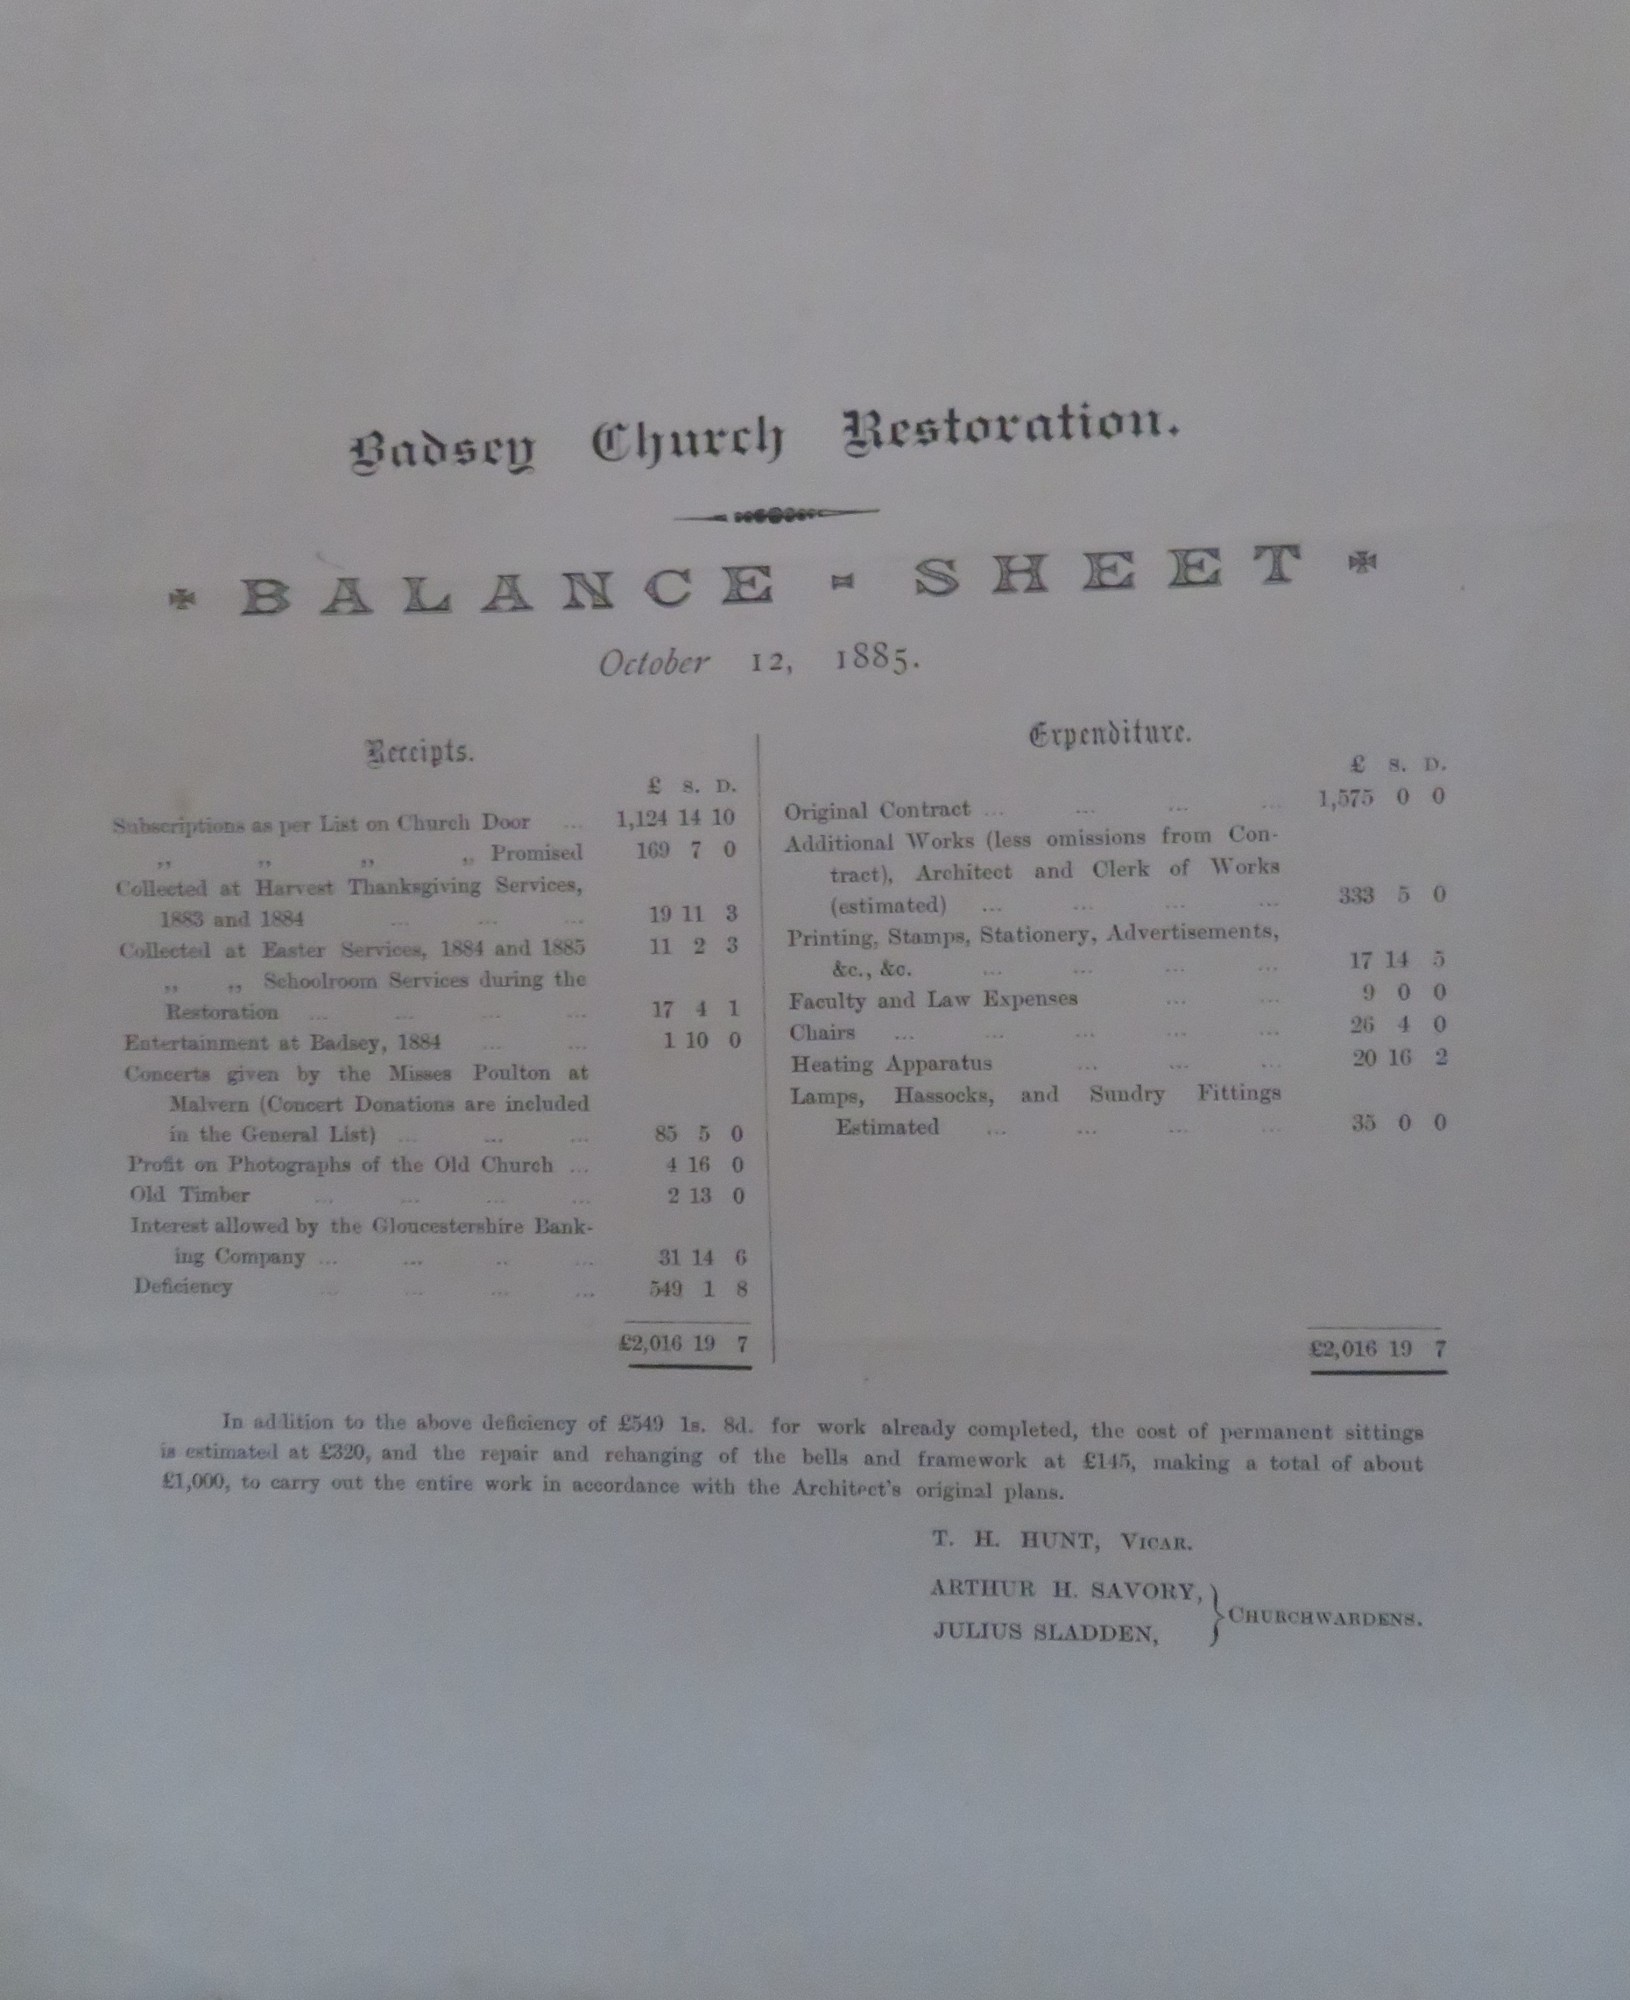 Badsey Church Restoration.
BALANCE - SHEET
October 12, 1885.
Receipts.
£ S. D.
Subscriptions as per List on Church Door ... 1,124 14 10
„ „ „ „ Promised 169 7 0
Collected at Harvest Thanksgiving Services,
1883 and 1884 ... ... ... 19 11 3
Collected at Easter Services, 1884 and 1885 11 2 3
„ „ Schoolroom Services during the
Restoration ... ... ... ... 17 4 1
Entertainment at Badsey, 1884 ... ... 1 10 0
Concerts given by the Misses Poulton at
Malvern (Concert Donations are included
in the General List) ... ... ... 85 5 0
Profit on Photographs of the Old Church ... 4 16 0
Old Timber ... ... ... ... 2 13 0
Interest allowed by the Gloucestershire Bank-
ing Company ... ... .. ... 31 14 6
Deficiency ... ... ... ... 549 1 8
£2,016 19 7
Expenditure.
£ S. D.
Original Contract ... ... ... ... 1,575 0 0
Additional Works (less omissions from Con-
tract), Architect and Clerk of Works
(estimated) ... ... ... ... 333 5 0
Printing, Stamps, Stationery, Advertisements,
&c., &c. ... ... ... ... 17 14 5
Faculty and Law Expenses ... ... 9 0 0
Chairs ... ... ... ... ... 26 4 0
Heating Apparatus ... ... ... 20 16 2
Lamps, Hassocks, and Sundry Fittings
Estimated ... ... ... ... 35 0 0
£2,016 19 7
In addition to the above deficiency of £549 1s. 8d. for work already completed, the cost of permanent sittings
is estimated at £320, and the repair and rehanging of the bells and framework at £145, making a total of about
£1,000, to carry out the entire work in accordance with the Architect's original plans.
T. H. HUNT, VICAR.
ARTHUR H. SAVORY,
JULIUS SLADDEN,
} CHURCHWARDENS.